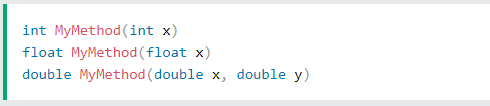 int MyMethod(int x)
float MyMethod(float x)
double MyMethod(double x, double y)